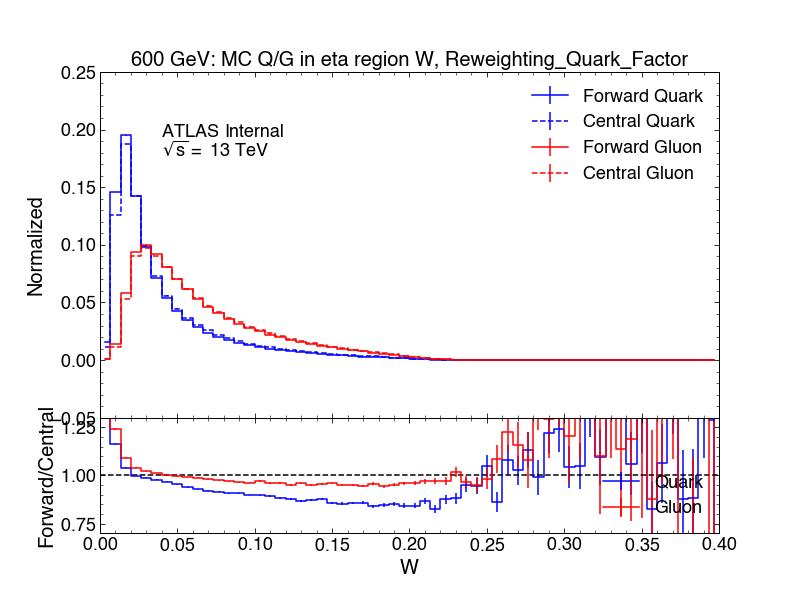 600 GeV: MC Q/G in eta region W, Reweighting_Quark_Factor
0.25
0.20
0.15
0.10
0.05
0.00
0.05
Normalized
ATLAS Internal
√s = 13 TeV
Forward Quark
Central Quark
Forward Gluon
Central Gluon
1.25
1.00
0.75
Forward/Central
Quark
Gluon
0.00 0.05 0.10 0.15 0.20 0.25 0.30 0.35 0.40
W